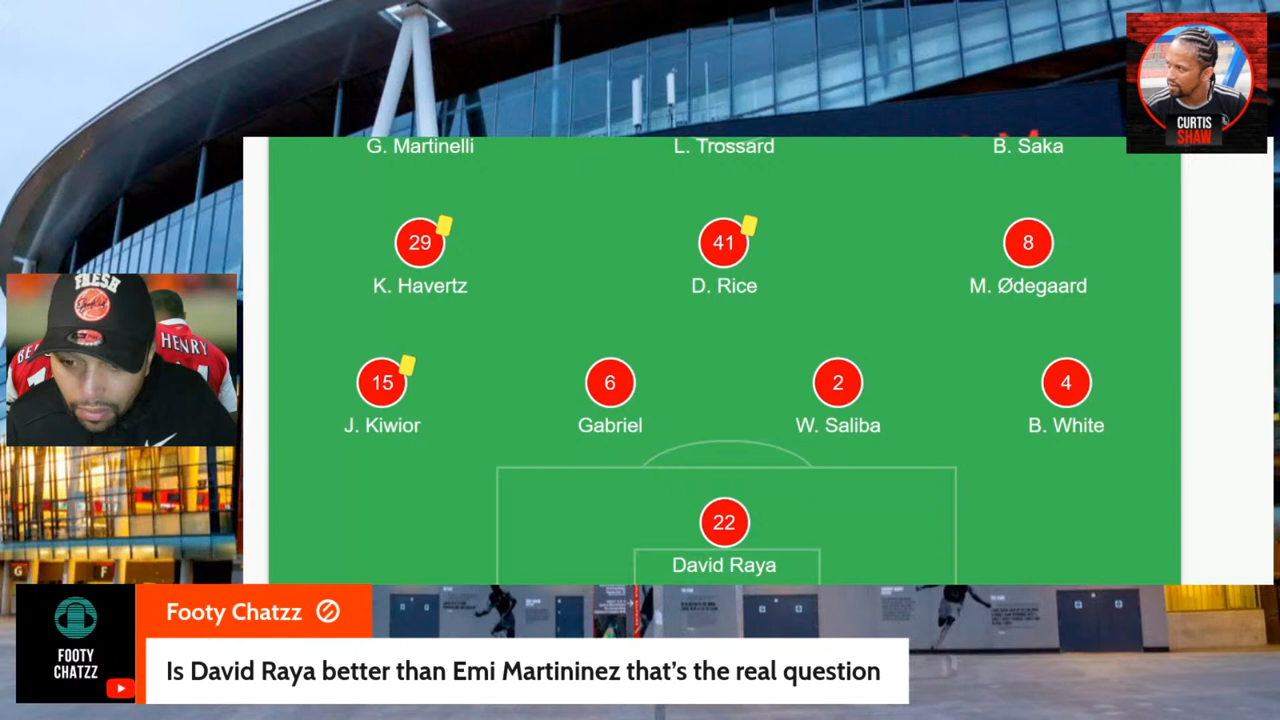 CURTIS
SHAW
G. Martinelli
L. Trossard
B. Saka
29
41
8
K. Havertz
D. Rice
M. Ødegaard
FRESH
HENRY
BE
15
6
2
4
J. Kiwior
Gabriel
W. Saliba
B. White
22
David Raya
G
F
FOOTY
CHATZZ
Footy Chatzz
Is David Raya better than Emi Martininez that's the real question